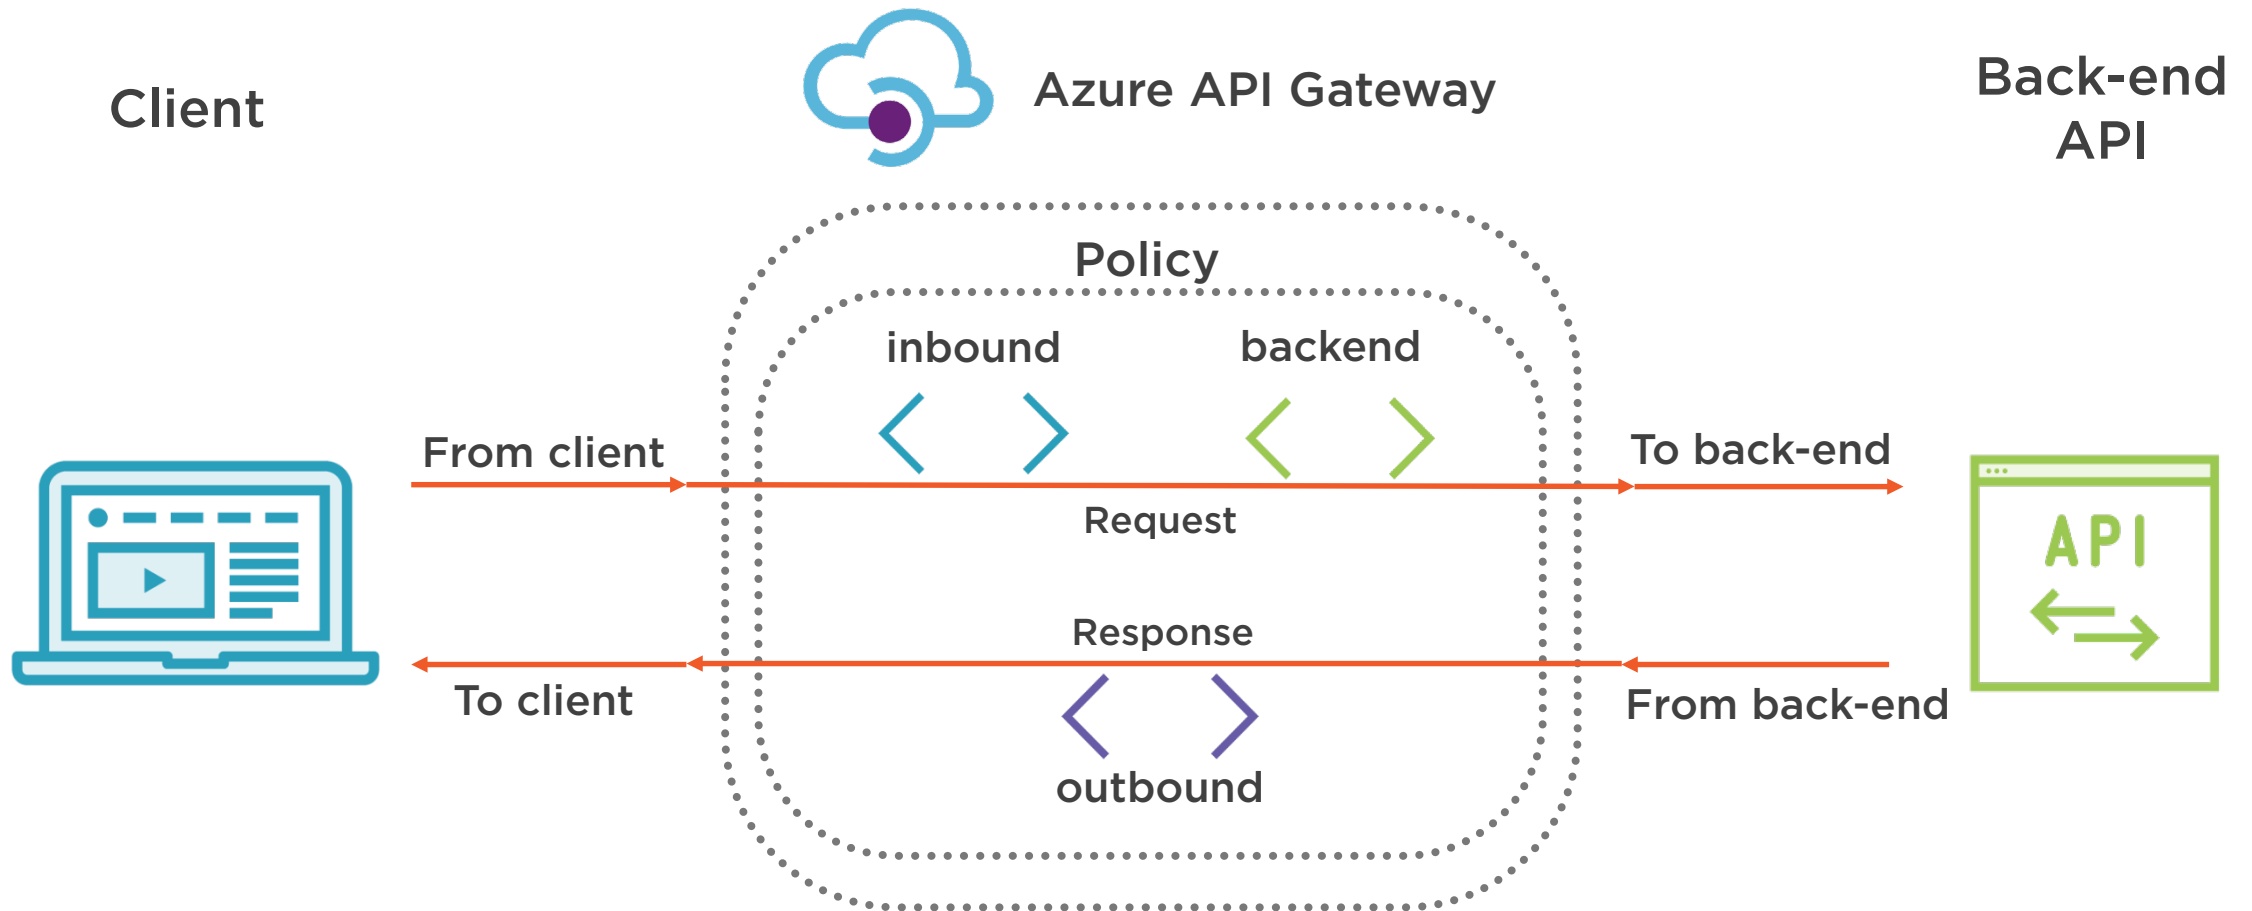 Client
Azure API Gateway
Back-end
API
Policy
inbound
backend
From client
To back-end
Request
API
Response
To client
From back-end
outbound